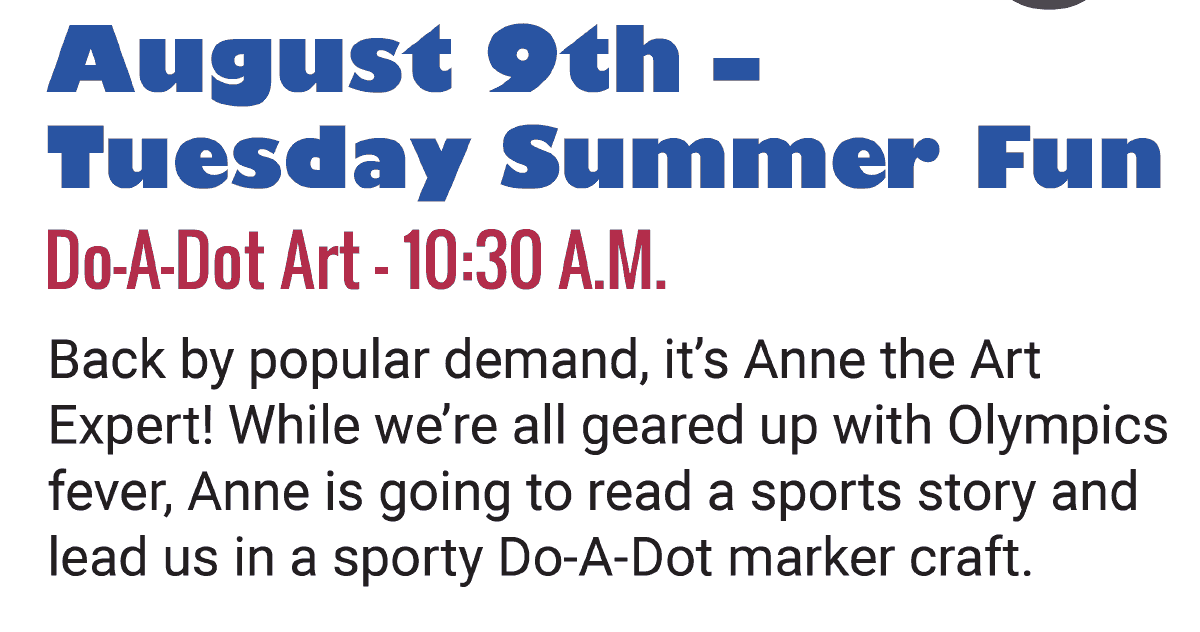 August 9th –
Tuesday Summer Fun
Do-A-Dot Art - 10:30 A.M.
Back by popular demand, it’s Anne the Art
Expert! While we’re all geared up with Olympics
fever, Anne is going to read a sports story and
lead us in a sporty Do-A-Dot marker craft.